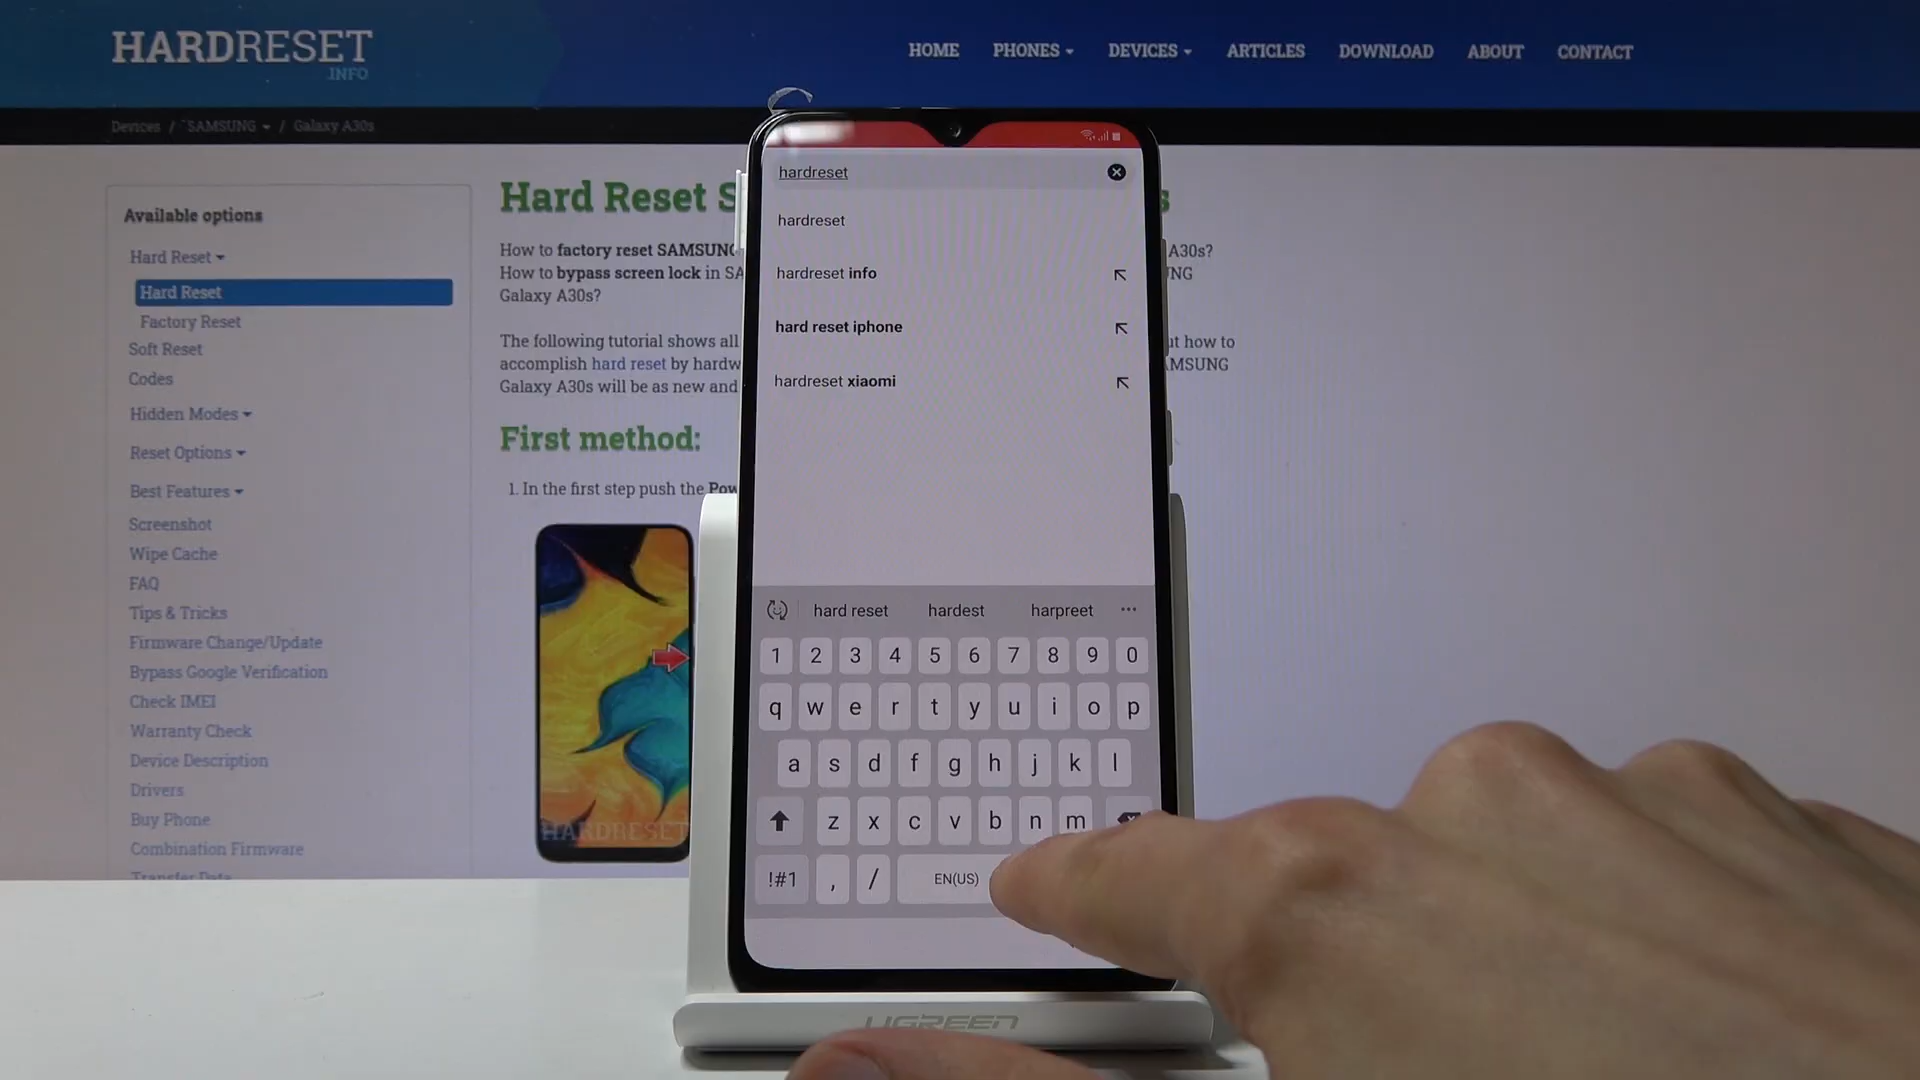 HARDRESET
.INFO
HOME PHONES DEVICES ARTICLES DOWNLOAD ABOUT CONTACT
Devices / SAMSUNG / Galaxy A30s
Available options
Hard Reset
Hard Reset
Factory Reset
Soft Reset
Codes
Hidden Modes
Reset Options
Best Features
Screenshot
Wipe Cache
FAQ
Tips & Tricks
Firmware Change/Update
Bypass Google Verification
Check IMEI
Warranty Check
Device Description
Drivers
Buy Phone
Combination Firmware
Transfer Data
Hard Reset S
s
How to factory reset SAMSUNG
A30s?
How to bypass screen lock in SA
NG
Galaxy A30s?
The following tutorial shows all
ut how to
accomplish hard reset by hardw
AMSUNG
Galaxy A30s will be as new and
First method:
1. In the first step push the Pow
HARDRESET
hardreset
hardreset
hardreset info
hard reset iphone
hardreset xiaomi
hard reset hardest harpreet ...
1 2 3 4 5 6 7 8 9 0
q w e r t y u i o p
a s d f g h j k l
z x c v b n m
!#1 , / EN(US)
UGREEN